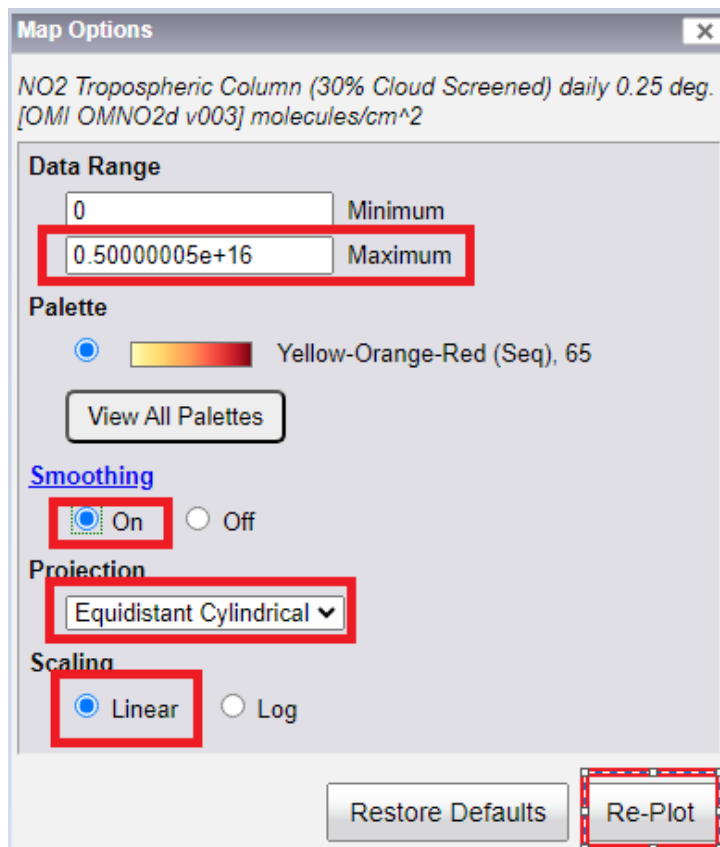 Map Options
NO2 Tropospheric Column (30% Cloud Screened) daily 0.25 deg.
[OMI OMNO2d v003] molecules/cm^2
Data Range
0 Minimum
0.50000005e+16 Maximum
Palette
Yellow-Orange-Red (Seq), 65
View All Palettes
Smoothing
On Off
Projection
Equidistant Cylindrical
Scaling
Linear Log
Restore Defaults Re-Plot